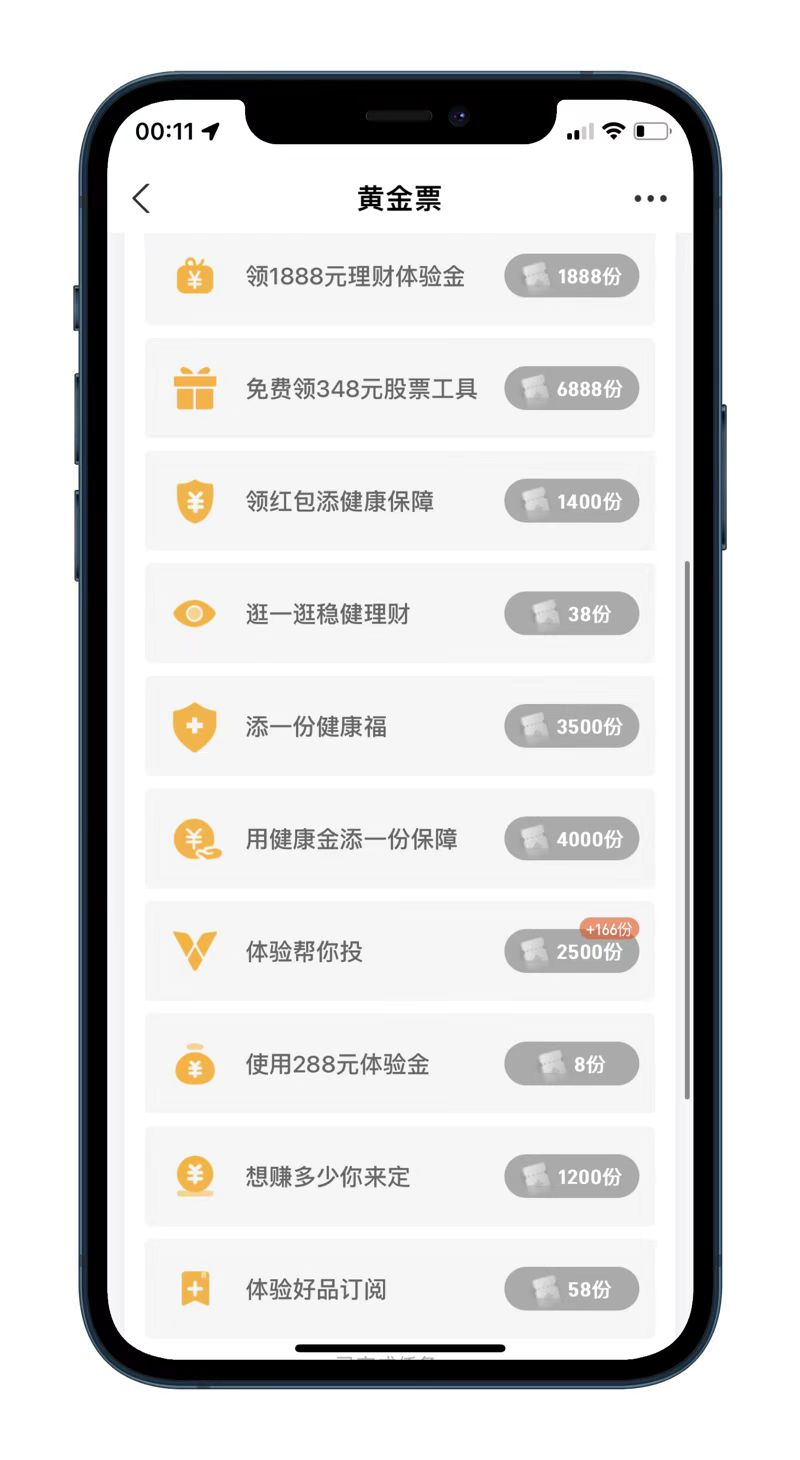 00:11
黄金票
领1888元理财体验金
1888份
免费领348元股票工具
6888份
领红包添健康保障
1400份
逛一逛稳健理财
38份
添一份健康福
3500份
用健康金添一份保障
4000份
+166份
体验帮你投
2500份
使用288元体验金
8份
想赚多少你来定
1200份
体验好品订阅
58份